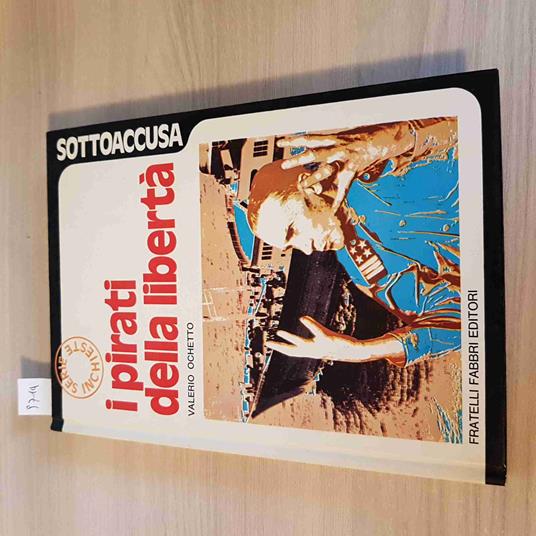 SOTTOACCUSA
i pirati
della libertà
VALERIO OCHETTO
SERIE INCHIESTE
FRATELLI FABBRI EDITORI